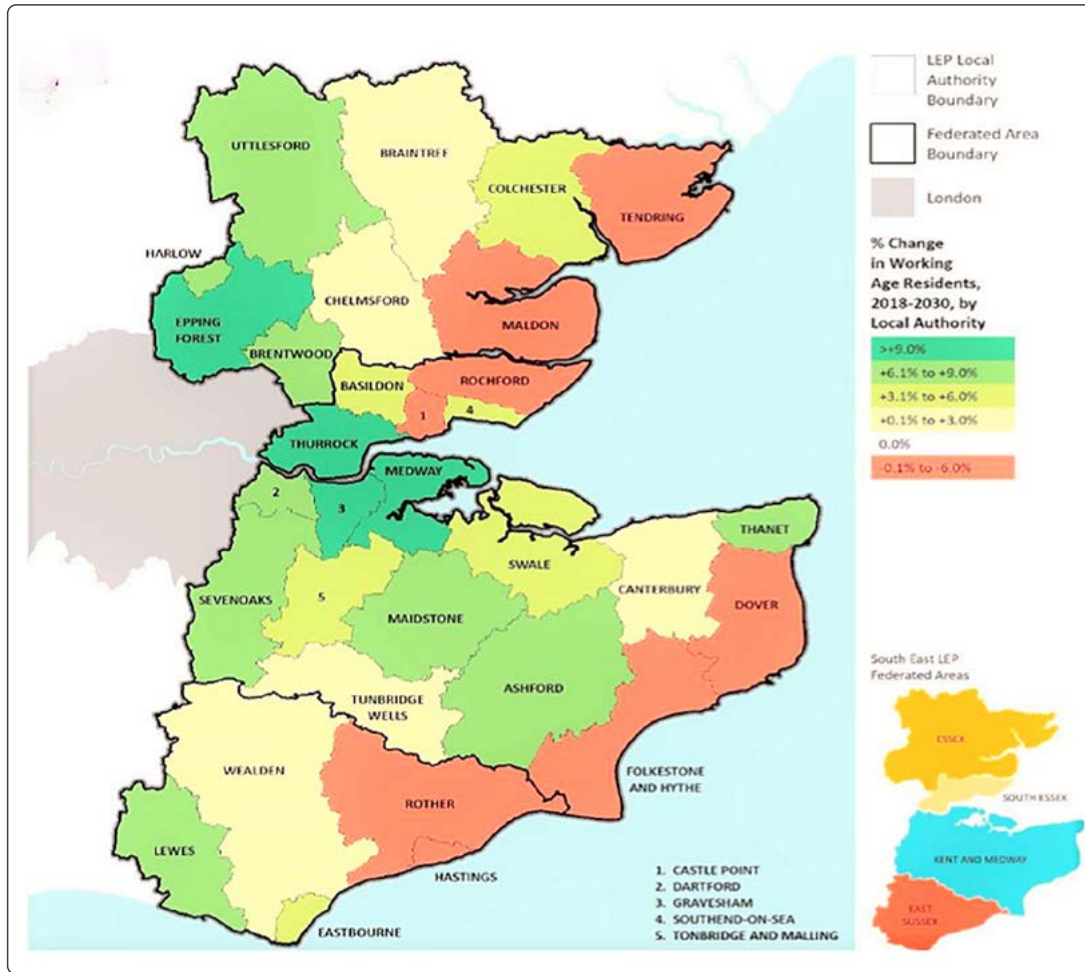 LEP Local
Authority
Boundary
Federated Area
Boundary
London
% Change
in Working
Age Residents,
2018-2030, by
Local Authority
>+9.0%
+6.1% to +9.0%
+3.1% to +6.0%
+0.1% to +3.0%
0.0%
-0.1% to -6.0%
UTTLESFORD
BRAINTREE
COLCHESTER
TENDRING
HARLOW
EPPING
FOREST
CHELMSFORD
MALDON
BRENTWOOD
BASILDON
ROCHFORD
1
4
THURROCK
MEDWAY
2
3
THANET
SWALE
CANTERBURY
DOVER
SEVENOAKS
5
MAIDSTONE
ASHFORD
TUNBRIDGE
WELLS
WEALDEN
FOLKESTONE
AND HYTHE
ROTHER
LEWES
HASTINGS
EASTBOURNE
1. CASTLE POINT
2. DARTFORD
3. GRAVESHAM
4. SOUTHEND-ON-SEA
5. TONBRIDGE AND MALLING
South East LEP
Federated Areas
ESSEX
SOUTH ESSEX
KENT AND MEDWAY
EAST
SUSSEX